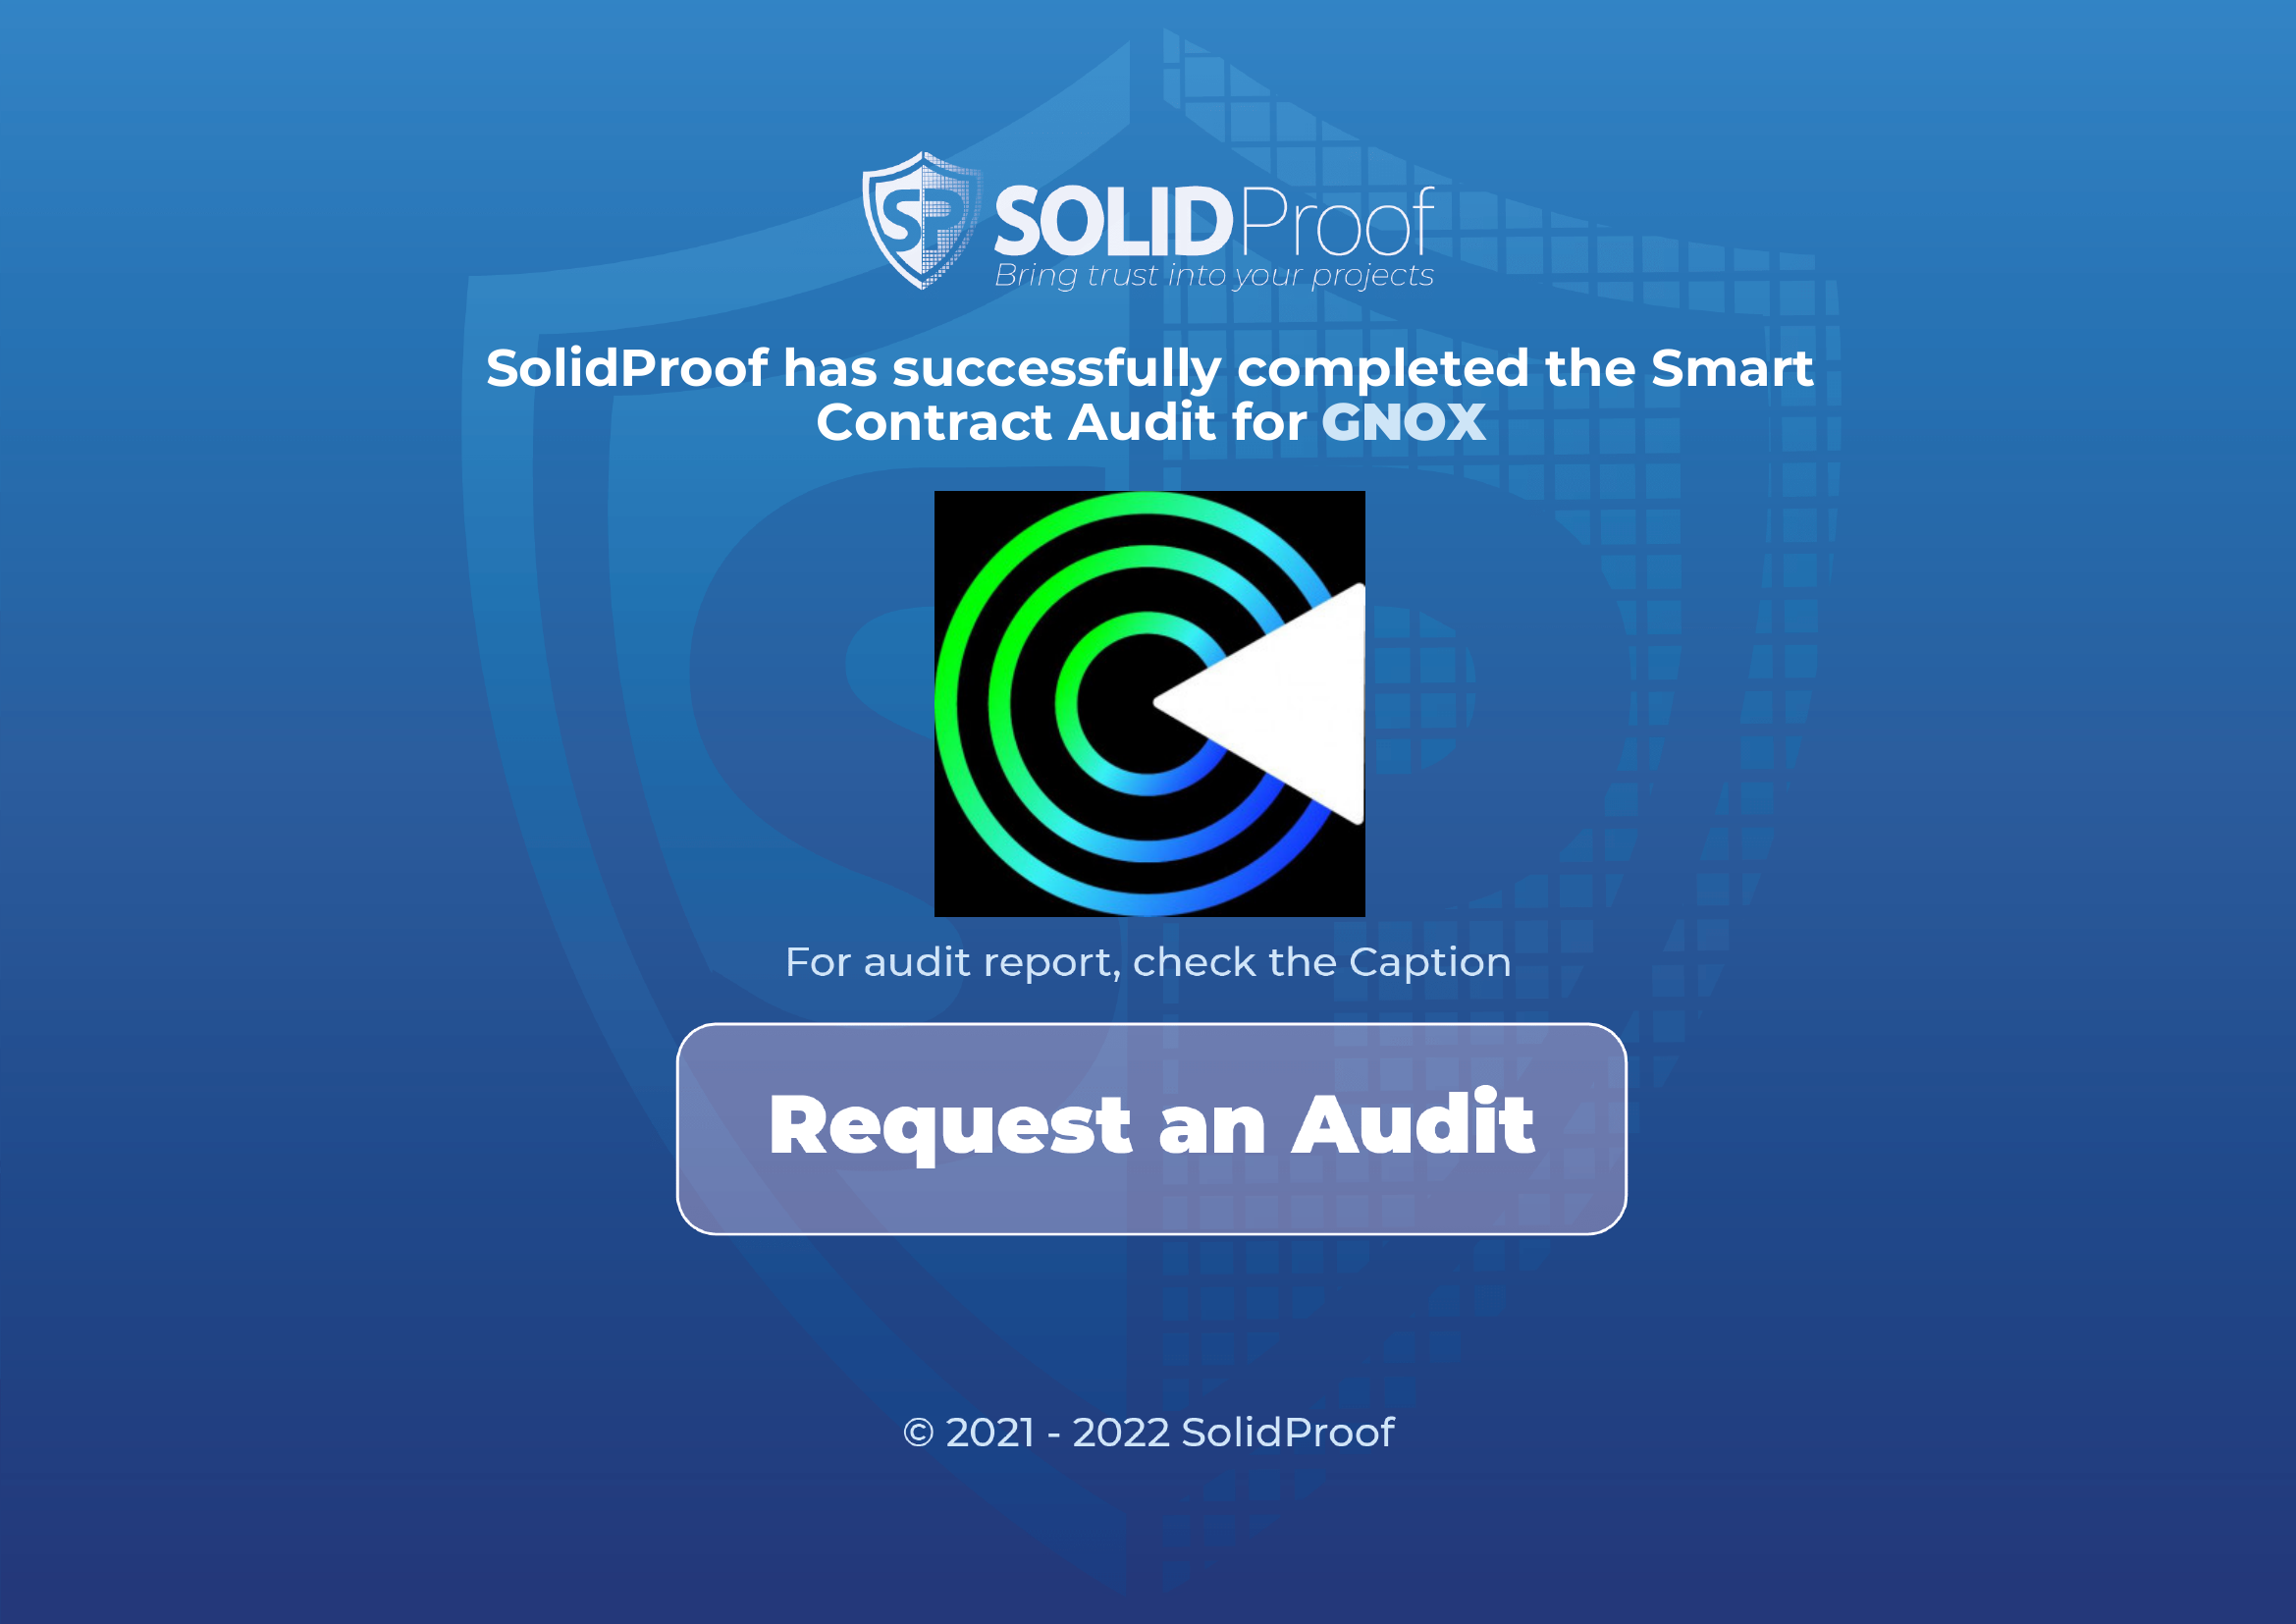 SP SOLIDProof
Bring trust into your projects
SolidProof has successfully completed the Smart
Contract Audit for GNOX
For audit report, check the Caption
Request an Audit
© 2021 - 2022 SolidProof